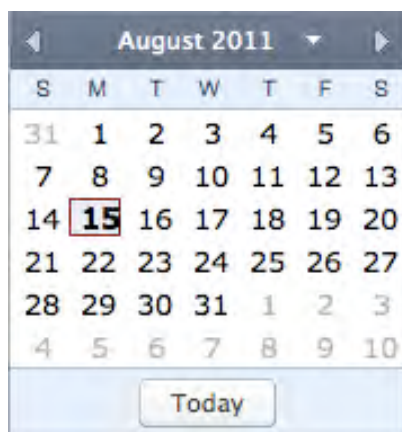 August 2011
S M T W T F S
31 1 2 3 4 5 6
7 8 9 10 11 12 13
14 15 16 17 18 19 20
21 22 23 24 25 26 27
28 29 30 31 1 2 3
4 5 6 7 8 9 10
Today